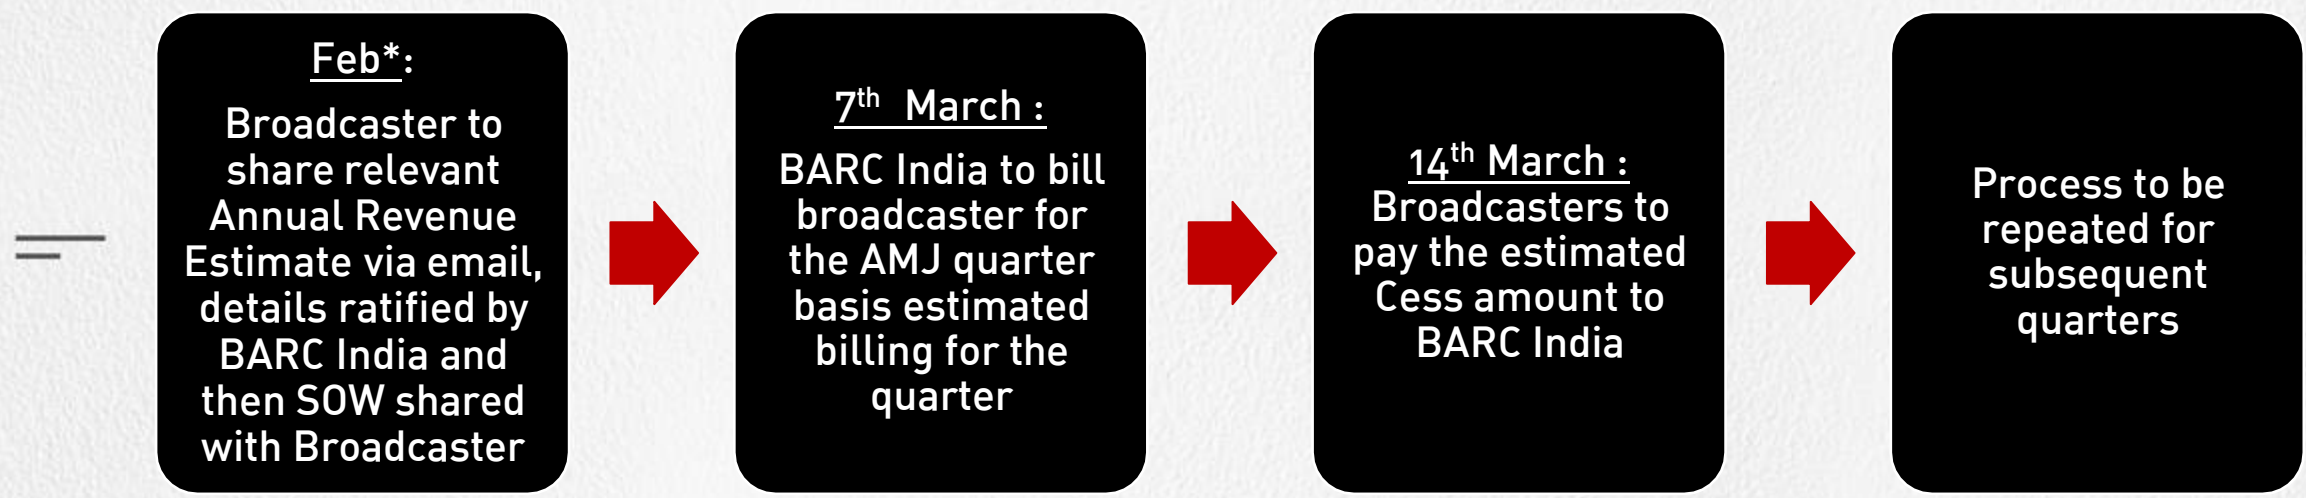 Feb*:
Broadcaster to
share relevant
Annual Revenue
Estimate via email,
details ratified by
BARC India and
then SOW shared
with Broadcaster
7th March :
BARC India to bill
broadcaster for
the AMJ quarter
basis estimated
billing for the
quarter
14th March :
Broadcasters to
pay the estimated
Cess amount to
BARC India
Process to be
repeated for
subsequent
quarters